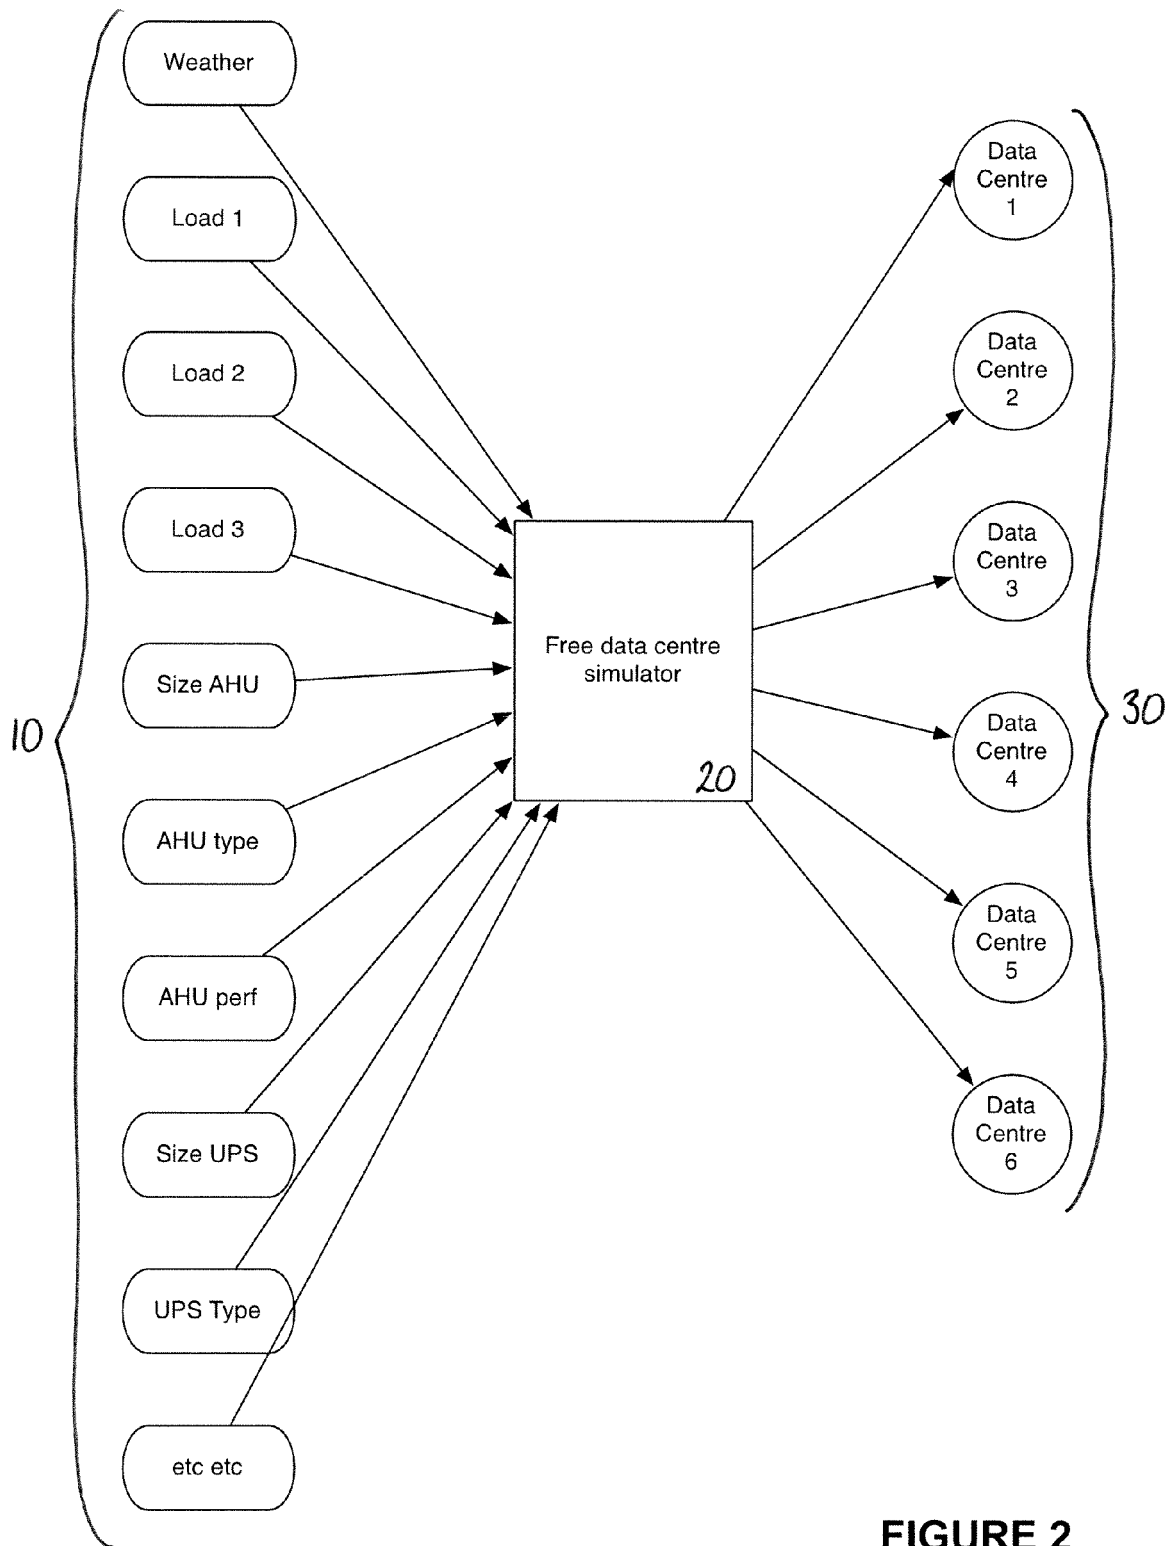 Weather
Load 1
Load 2
Load 3
Size AHU
AHU type
AHU perf
Size UPS
UPS Type
etc etc
10
Free data centre
simulator
20
Data
Centre
1
Data
Centre
2
Data
Centre
3
Data
Centre
4
Data
Centre
5
Data
Centre
6
30
FIGURE 2